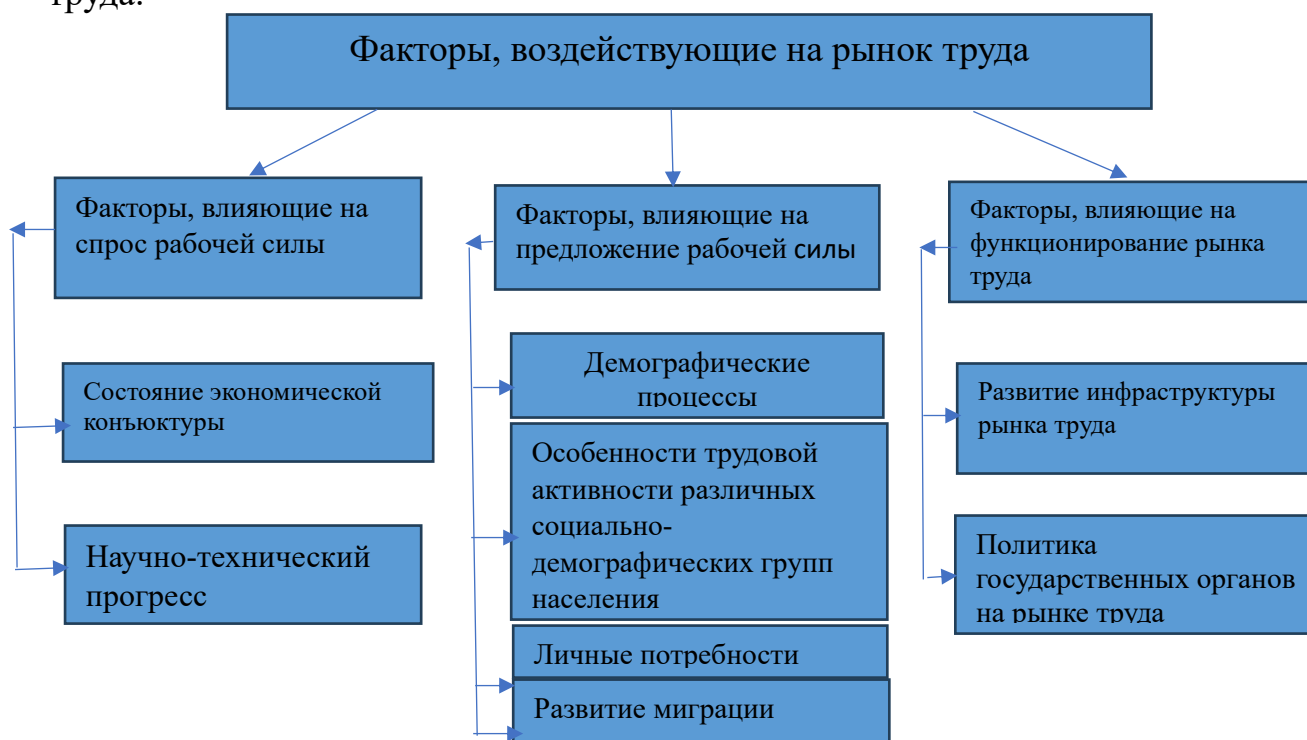 труда.
Факторы, воздействующие на рынок труда
Факторы, влияющие на
спрос рабочей силы
Состояние экономической
конъюктуры
Научно-технический
прогресс
Факторы, влияющие на
предложение рабочей силы
Демографические
процессы
Особенности трудовой
активности различных
социально-
демографических групп
населения
Личные потребности
Развитие миграции
Факторы, влияющие на
функционирование рынка
труда
Развитие инфраструктуры
рынка труда
Политика
государственных органов
на рынке труда